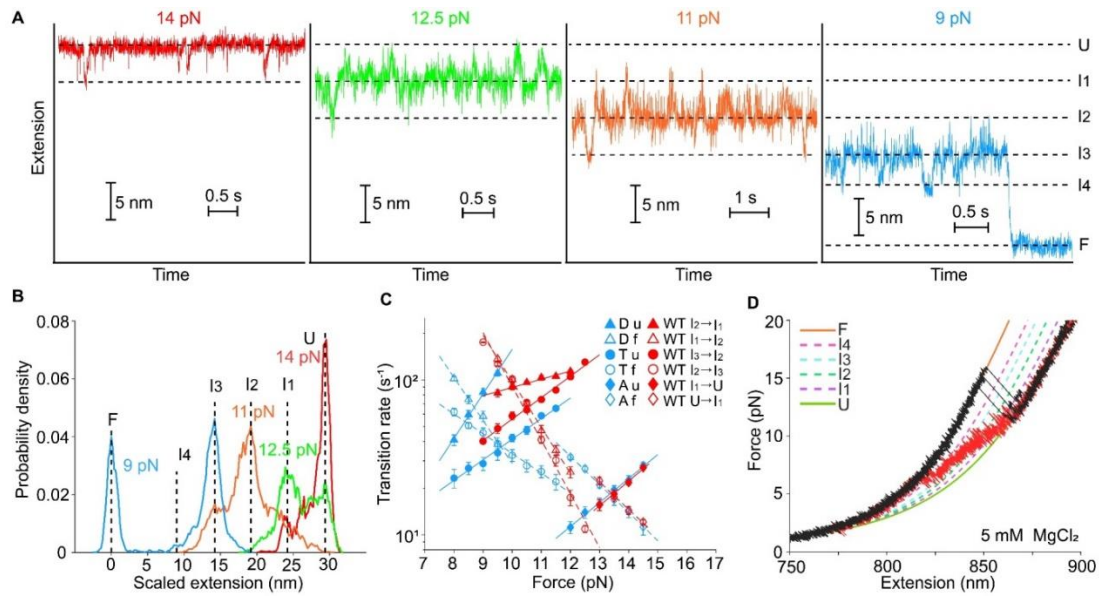 A
14 pN
12.5 pN
11 pN
9 pN
Extension
5 nm
0.5 s
5 nm
0.5 s
5 nm
1 s
5 nm
0.5 s
U
I1
I2
I3
I4
F
Time
Time
Time
Time
B
Probability density
0.08
0.06
0.04
0.02
0
F
I4
I3
I2
I1
U
9 pN
11 pN
12.5 pN
14 pN
0
5
10
15
20
25
30
Scaled extension (nm)
C
Transition rate (s⁻¹)
10²
10¹
D u
D f
T u
T f
A u
A f
WT I₂→I₁
WT I₁→I₂
WT I₃→I₂
WT I₂→I₃
WT I₁→U
WT U→I₁
7
8
9
10
11
12
13
14
15
16
17
Force (pN)
D
Force (pN)
20
15
10
5
0
F
I4
I3
I2
I1
U
5 mM MgCl₂
750
800
850
900
Extension (nm)